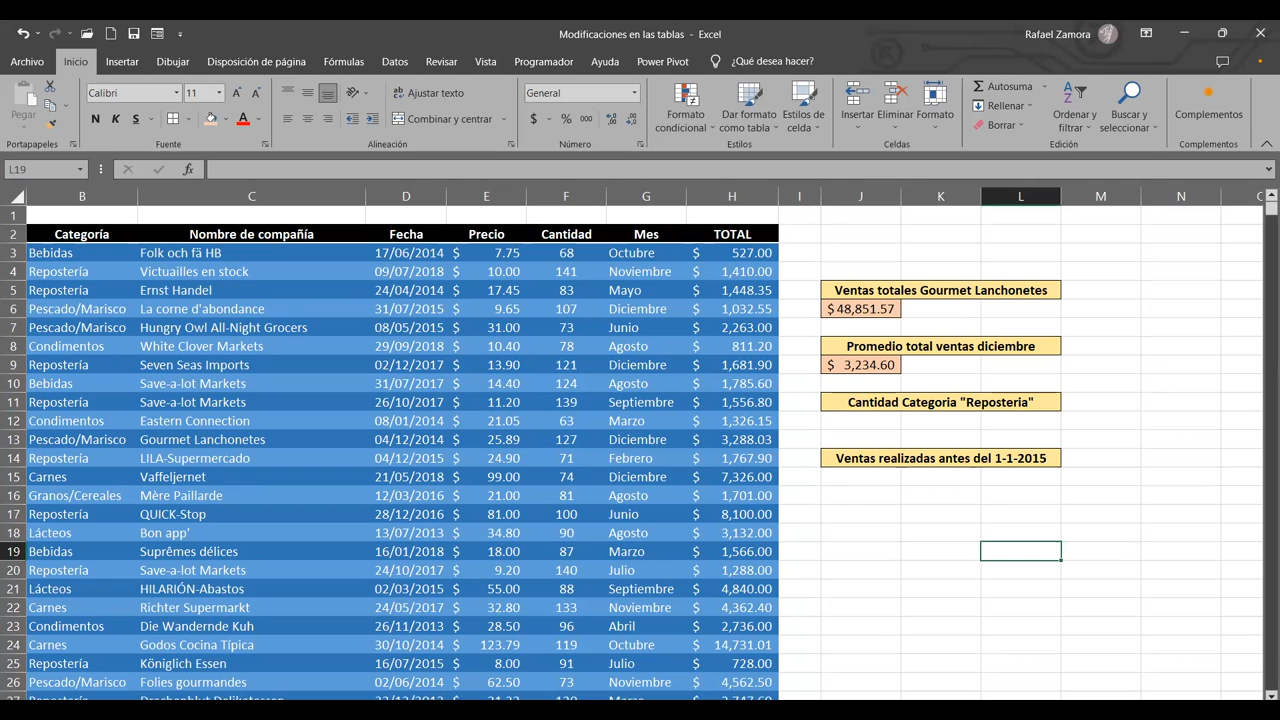 Modificaciones en las tablas - Excel
Rafael Zamora
Archivo Inicio Insertar Dibujar Disposición de página Fórmulas Datos Revisar Vista Programador Ayuda Power Pivot ¿Qué desea hacer?
Pegar
Calibri 11
N K S A
Ajustar texto
Combinar y centrar
General
$ % 000
Formato condicional
Dar formato como tabla
Estilos de celda
Insertar Eliminar Formato
Autosuma
Rellenar
Borrar
Ordenar y filtrar
Buscar y seleccionar
Complementos
Portapapeles Fuente Alineación Número Estilos Celdas Edición Complementos
L19 fx
B C D E F G H I J K L M N
1
2 Categoría Nombre de compañía Fecha Precio Cantidad Mes TOTAL
3 Bebidas Folk och fä HB 17/06/2014 $ 7.75 68 Octubre $ 527.00
4 Repostería Victuailles en stock 09/07/2018 $ 10.00 141 Noviembre $ 1,410.00
5 Repostería Ernst Handel 24/04/2014 $ 17.45 83 Mayo $ 1,448.35 Ventas totales Gourmet Lanchonetes
6 Pescado/Marisco La corne d'abondance 31/07/2015 $ 9.65 107 Diciembre $ 1,032.55 $ 48,851.57
7 Pescado/Marisco Hungry Owl All-Night Grocers 07/05/2015 $ 31.00 73 Junio $ 2,263.00
8 Condimentos White Clover Markets 29/09/2018 $ 10.40 78 Agosto $ 811.20 Promedio total ventas diciembre
9 Repostería Seven Seas Imports 02/12/2017 $ 13.90 121 Diciembre $ 1,681.90 $ 3,234.60
10 Bebidas Save-a-lot Markets 31/07/2017 $ 14.40 124 Agosto $ 1,785.60
11 Repostería Save-a-lot Markets 26/10/2017 $ 11.20 139 Septiembre $ 1,556.80 Cantidad Categoria "Reposteria"
12 Condimentos Eastern Connection 08/01/2014 $ 21.05 63 Marzo $ 1,326.15
13 Pescado/Marisco Gourmet Lanchonetes 04/12/2014 $ 25.89 127 Diciembre $ 3,288.03
14 Repostería LILA-Supermercado 04/12/2015 $ 24.90 71 Febrero $ 1,767.90 Ventas realizadas antes del 1-1-2015
15 Carnes Vaffeljernet 21/05/2018 $ 99.00 74 Diciembre $ 7,326.00
16 Granos/Cereales Mère Paillarde 12/03/2016 $ 21.00 81 Agosto $ 1,701.00
17 Repostería QUICK-Stop 28/12/2016 $ 81.00 100 Junio $ 8,100.00
18 Lácteos Bon app' 13/07/2013 $ 34.80 90 Agosto $ 3,132.00
19 Bebidas Suprêmes délices 16/01/2018 $ 18.00 87 Marzo $ 1,566.00
20 Repostería Save-a-lot Markets 24/10/2017 $ 9.20 140 Julio $ 1,288.00
21 Lácteos HILARIÓN-Abastos 02/03/2015 $ 55.00 88 Septiembre $ 4,840.00
22 Carnes Richter Supermarkt 24/05/2017 $ 32.80 133 Noviembre $ 4,362.40
23 Condimentos Die Wandernde Kuh 26/11/2013 $ 28.50 96 Abril $ 2,736.00
24 Carnes Godos Cocina Típica 30/10/2014 $ 123.79 119 Octubre $ 14,731.01
25 Repostería Königlich Essen 16/07/2015 $ 8.00 91 Julio $ 728.00
26 Pescado/Marisco Folies gourmandes 02/06/2014 $ 62.50 73 Noviembre $ 4,562.50